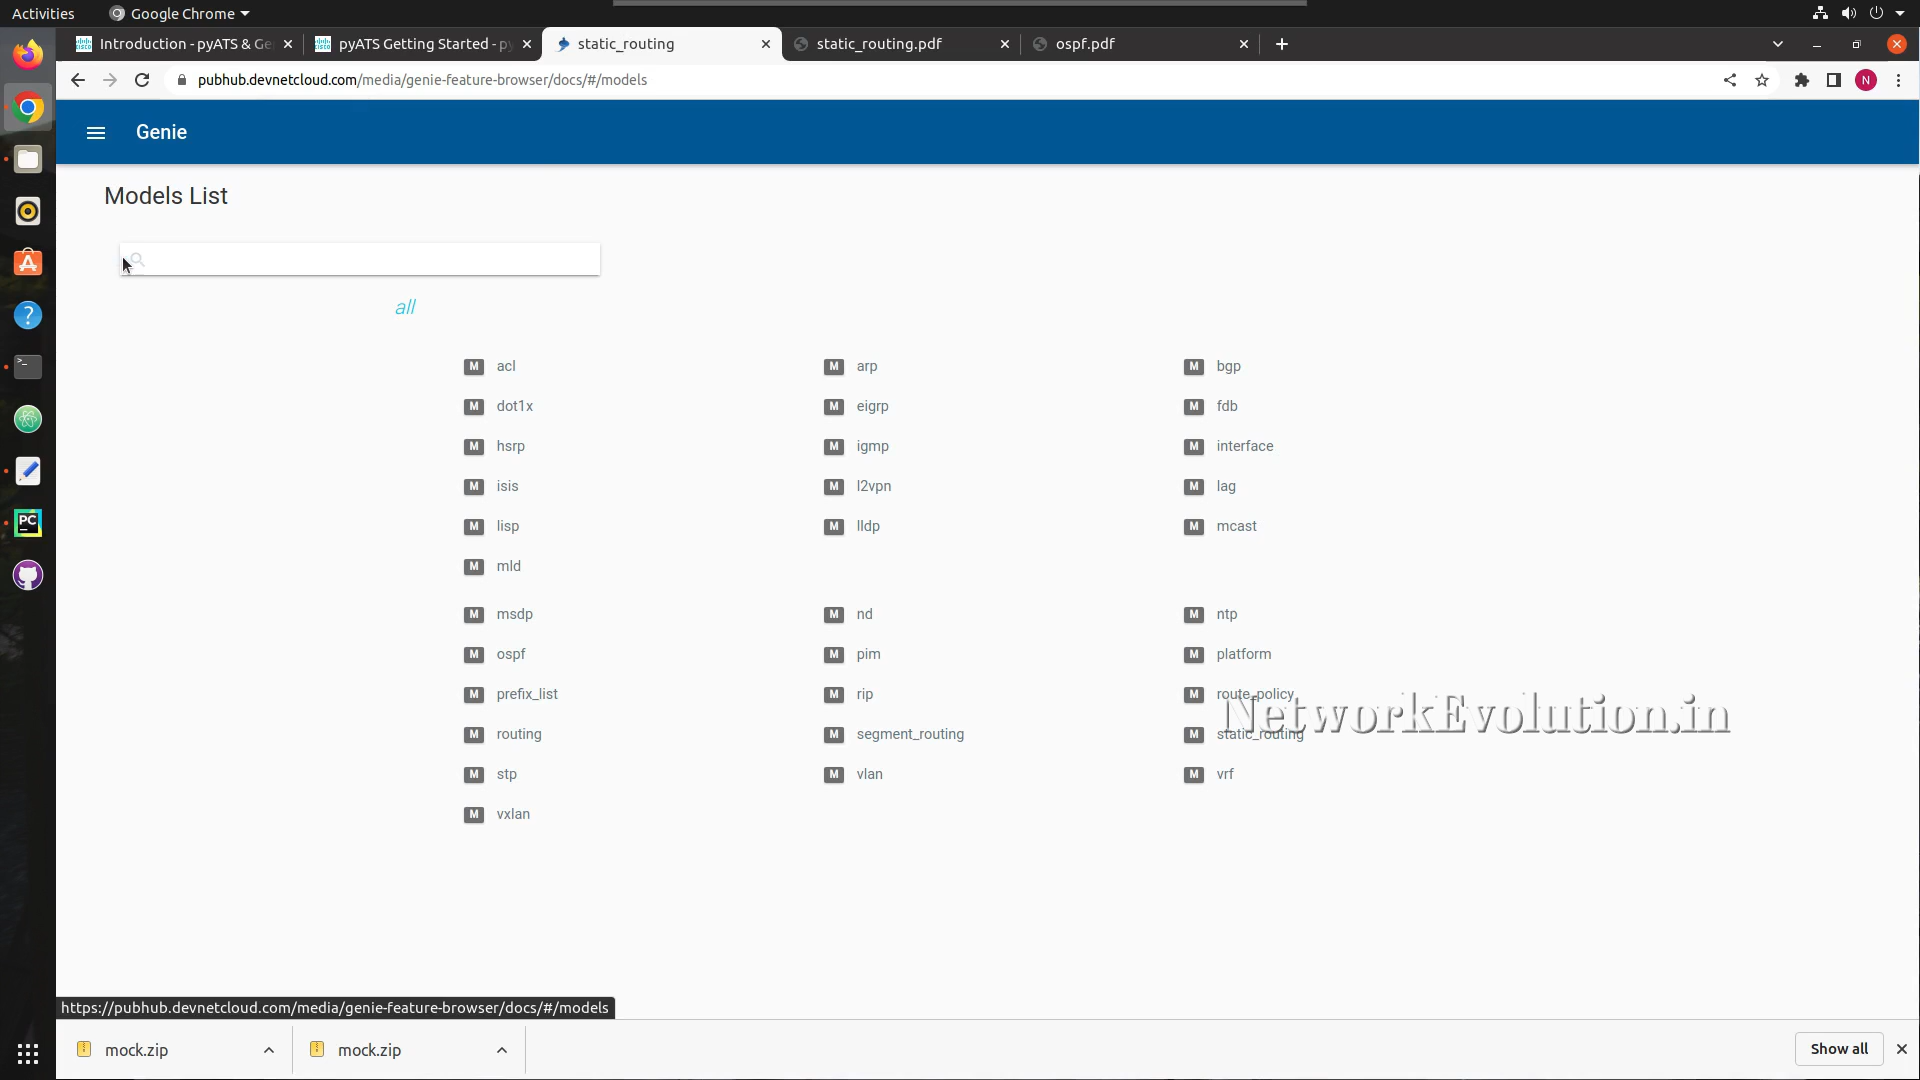 Activities Google Chrome
Introduction - pyATS & Ge pyATS Getting Started - py static_routing static_routing.pdf ospf.pdf
pubhub.devnetcloud.com/media/genie-feature-browser/docs/#/models N
Genie
Models List
all
M acl M arp M bgp
M dot1x M eigrp M fdb
M hsrp M igmp M interface
M isis M l2vpn M lag
M lisp M lldp M mcast
M mld
M msdp M nd M ntp
M ospf M pim M platform
M prefix_list M rip M route_policy
NetworkEvolution.in
M routing M segment_routing M static_routing
M stp M vlan M vrf
M vxlan
https://pubhub.devnetcloud.com/media/genie-feature-browser/docs/#/models
mock.zip mock.zip Show all